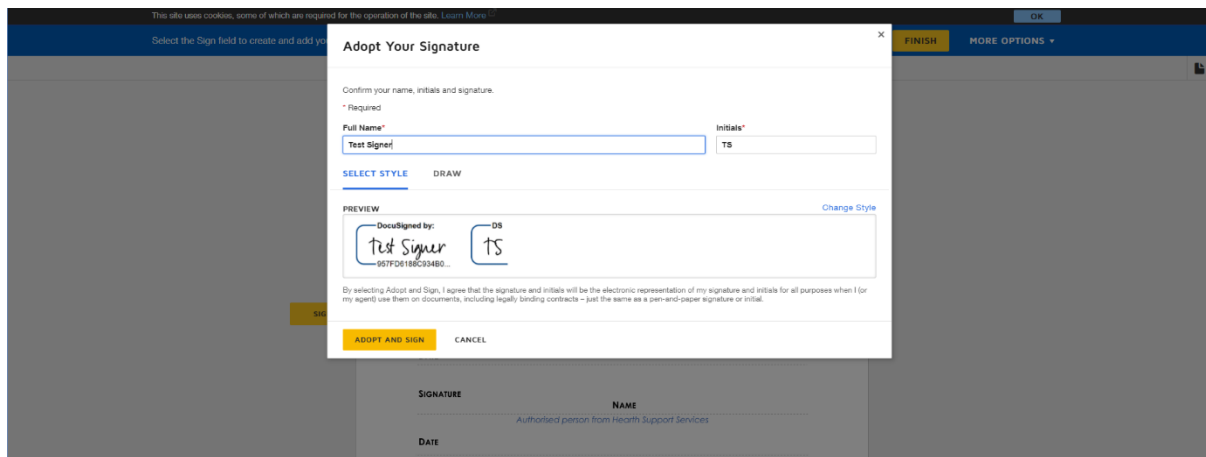 This site uses cookies, some of which are required for the operation of the site. Learn More
OK
Select the Sign field to create and add yo
FINISH
MORE OPTIONS
Adopt Your Signature
Confirm your name, initials and signature.
* Required
Full Name*
Initials*
Test Signer
TS
SELECT STYLE
DRAW
PREVIEW
Change Style
DocuSigned by:
DS
Test Signer
TS
957FD6188C934B0...
By selecting Adopt and Sign, I agree that the signature and initials will be the electronic representation of my signature and initials for all purposes when I (or
my agent) use them on documents, including legally binding contracts – just the same as a pen-and-paper signature or initial.
SIG
ADOPT AND SIGN
CANCEL
SIGNATURE
NAME
Authorised person from Hearth Support Services
DATE